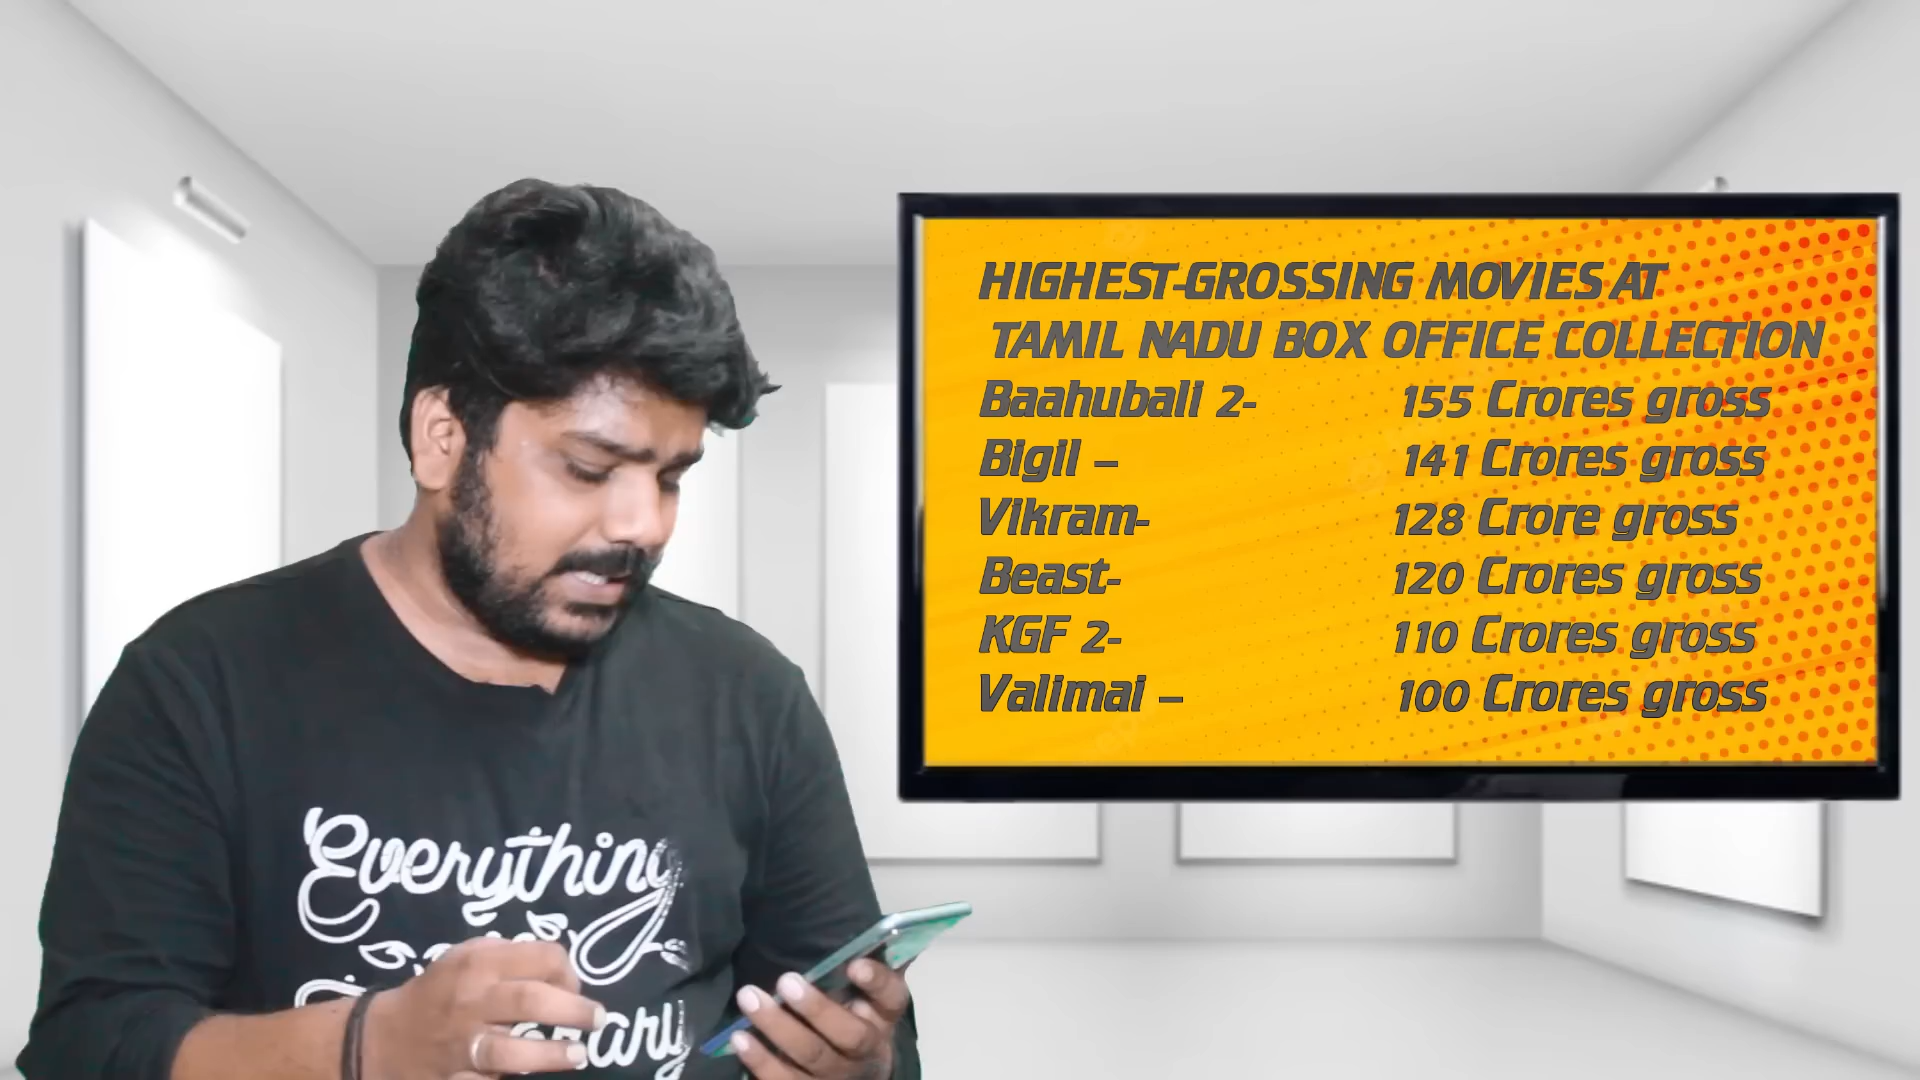 HIGHEST-GROSSING MOVIES AT
TAMIL NADU BOX OFFICE COLLECTION
Baahubali 2- 155 Crores gross
Bigil – 141 Crores gross
Vikram- 128 Crore gross
Beast- 120 Crores gross
KGF 2- 110 Crores gross
Valimai – 100 Crores gross
Everything